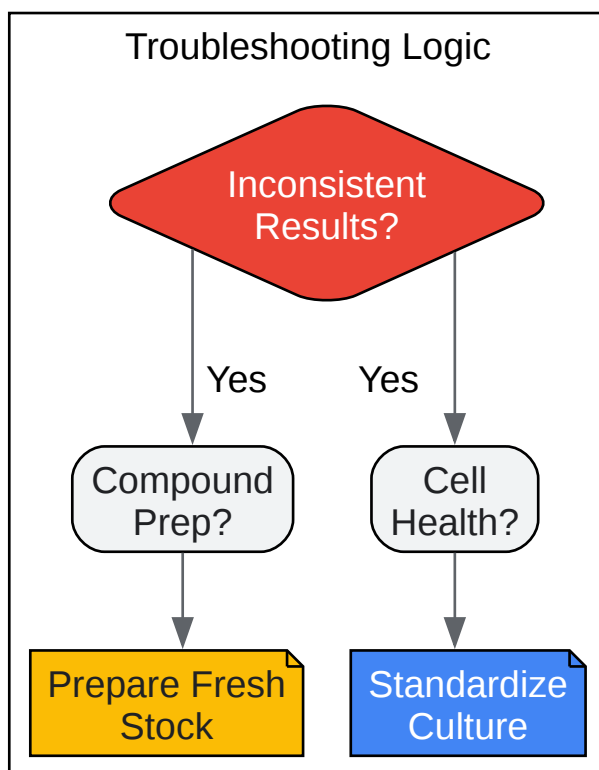 Troubleshooting Logic
Inconsistent
Results?
Yes
Yes
Compound
Prep?
Cell
Health?
Prepare Fresh
Stock
Standardize
Culture